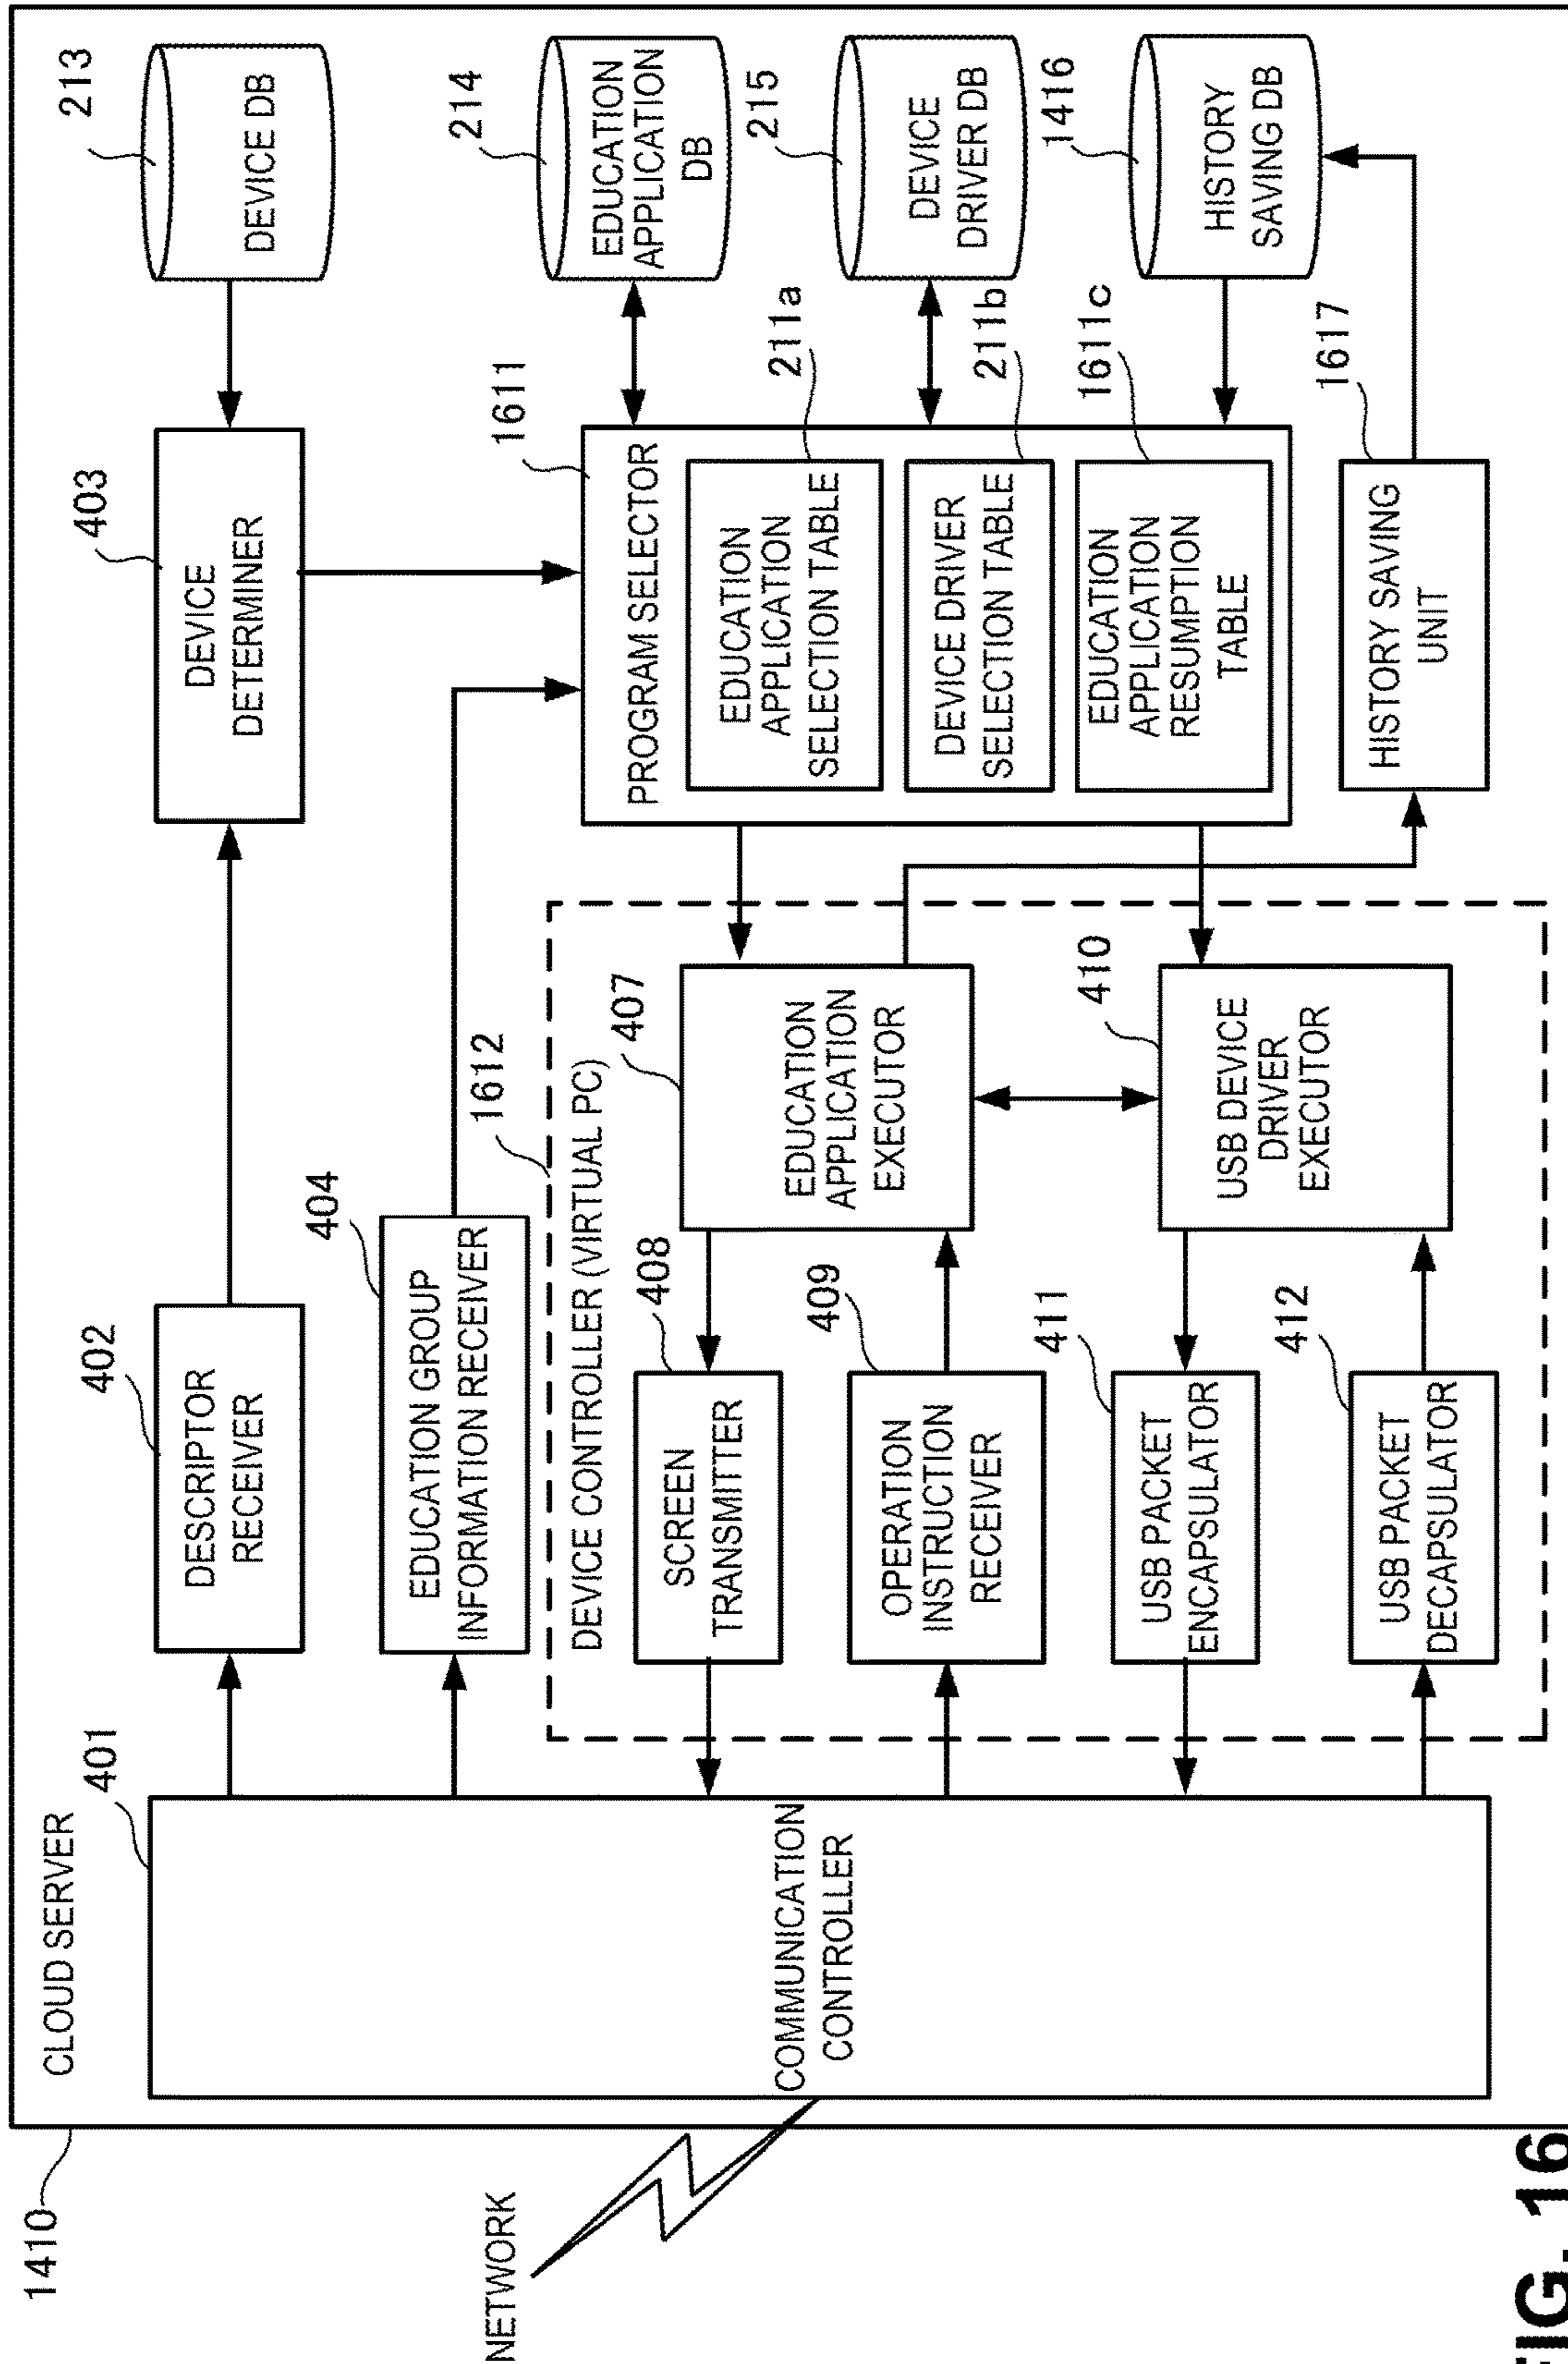 1410
CLOUD SERVER
NETWORK
401
COMMUNICATION
CONTROLLER
402
DESCRIPTOR
RECEIVER
403
DEVICE
DETERMINER
213
DEVICE DB
404
EDUCATION GROUP
INFORMATION RECEIVER
1612
DEVICE CONTROLLER (VIRTUAL PC)
408
SCREEN
TRANSMITTER
409
OPERATION
INSTRUCTION
RECEIVER
411
USB PACKET
ENCAPSULATOR
412
USB PACKET
DECAPSULATOR
407
EDUCATION
APPLICATION
EXECUTOR
410
USB DEVICE
DRIVER
EXECUTOR
1611
PROGRAM SELECTOR
211a
EDUCATION
APPLICATION
SELECTION TABLE
211b
DEVICE DRIVER
SELECTION TABLE
1611c
EDUCATION
APPLICATION
RESUMPTION
TABLE
1617
HISTORY SAVING
UNIT
214
EDUCATION
APPLICATION
DB
215
DEVICE
DRIVER DB
1416
HISTORY
SAVING DB
FIG. 16